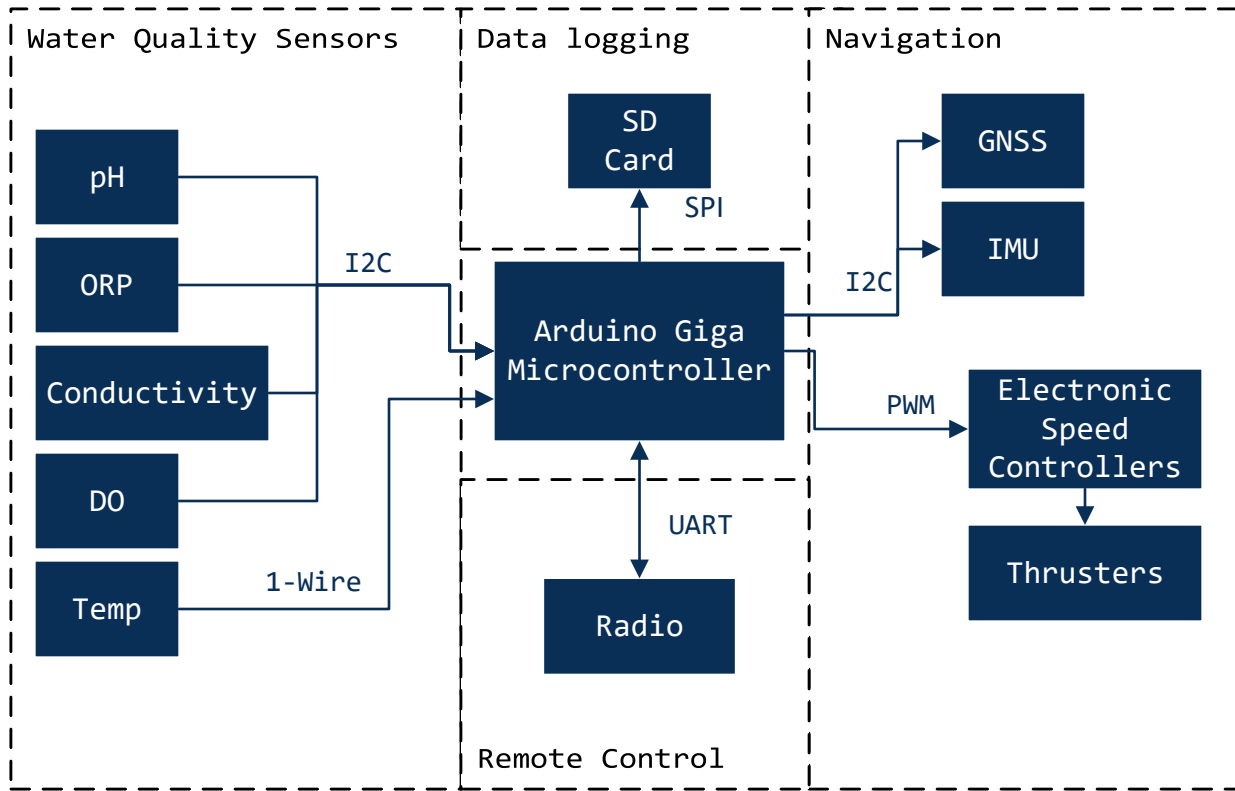 Water Quality Sensors
pH
ORP
Conductivity
DO
Temp
I2C
1-Wire
Data logging
SD
Card
SPI
Arduino Giga
Microcontroller
UART
Radio
Remote Control
Navigation
GNSS
IMU
I2C
PWM
Electronic
Speed
Controllers
Thrusters